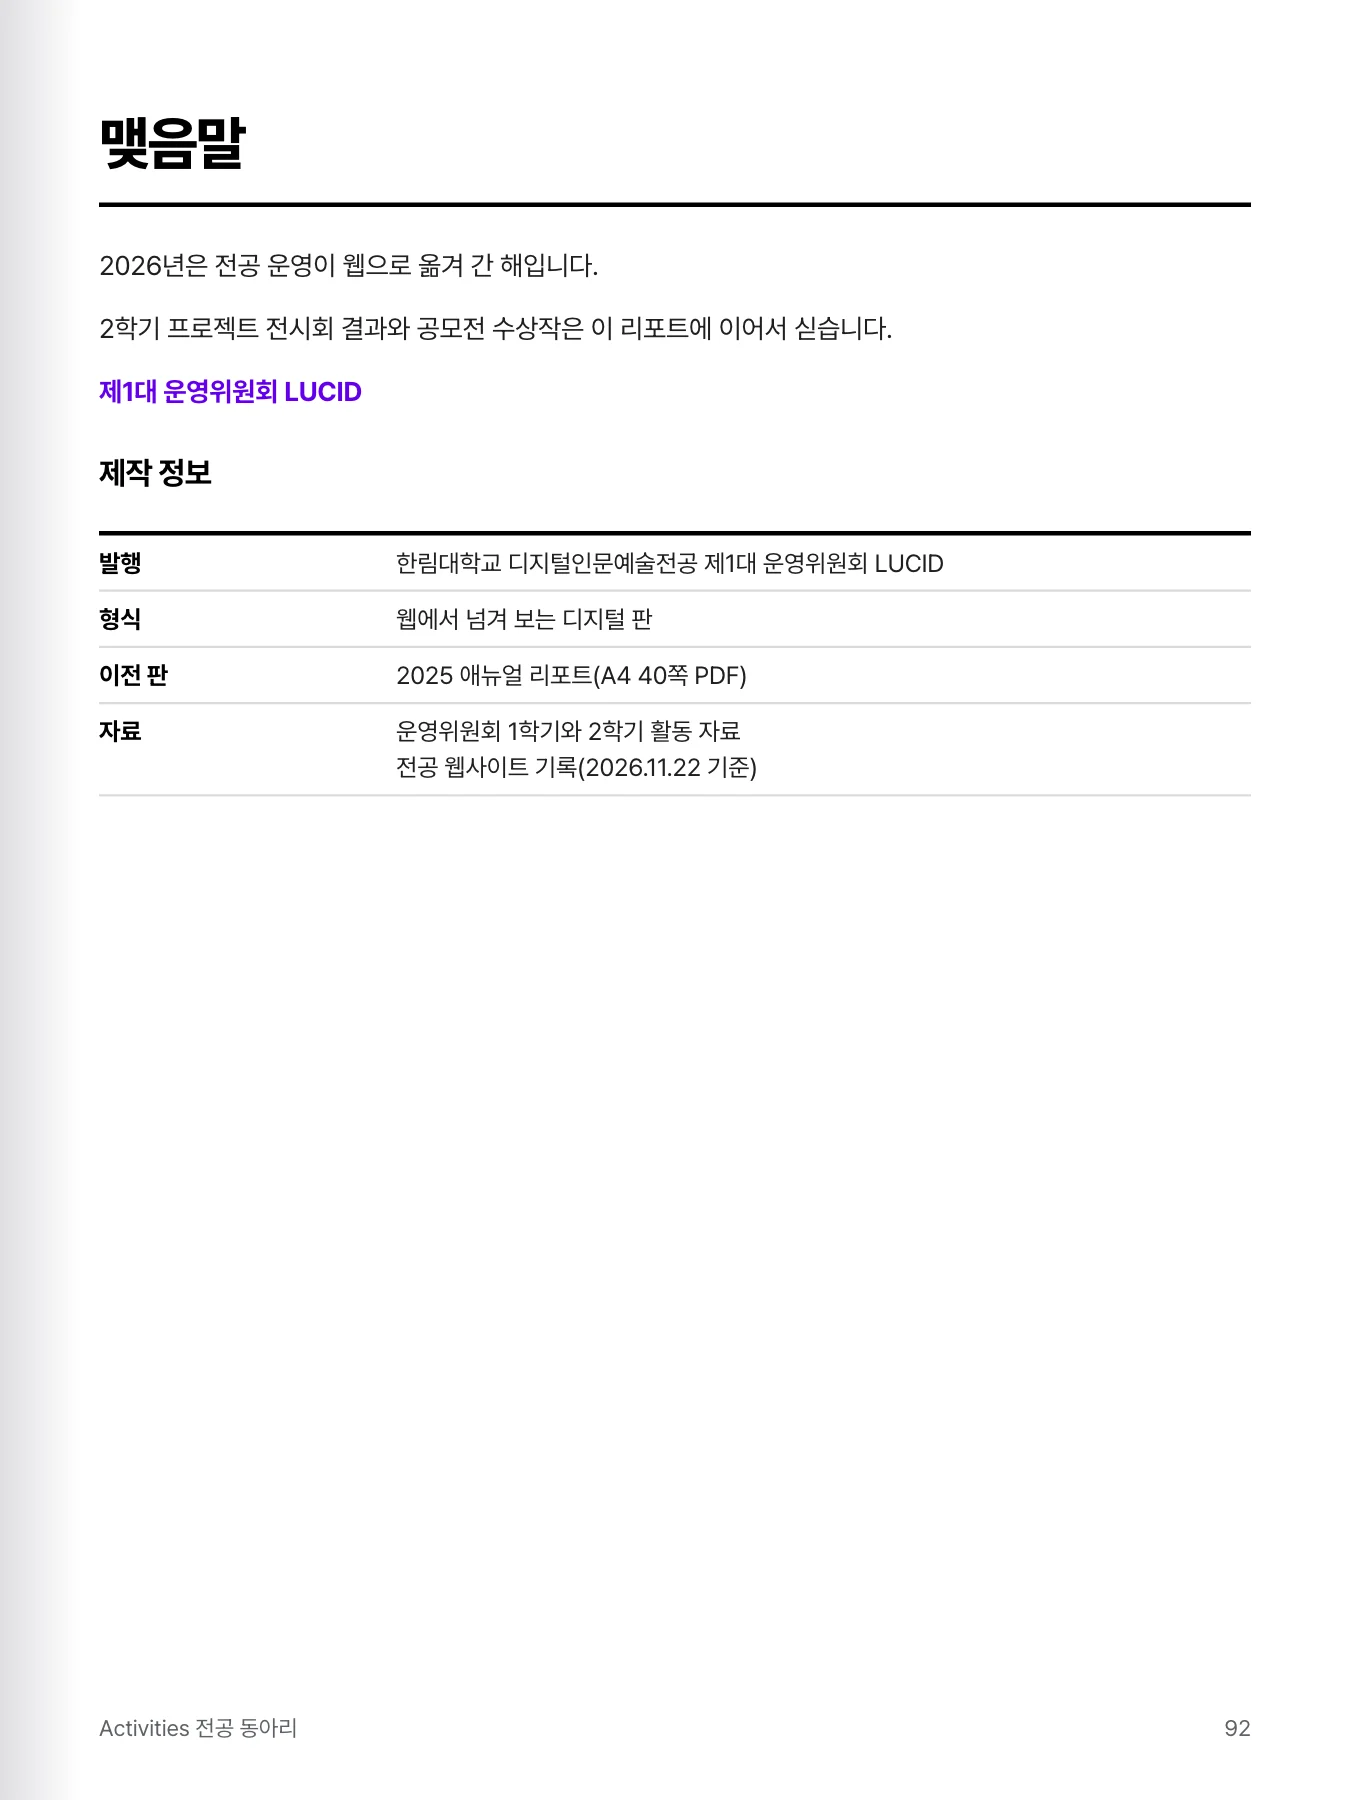 맺음말
2026년은 전공 운영이 웹으로 옮겨 간 해입니다.
2학기 프로젝트 전시회 결과와 공모전 수상작은 이 리포트에 이어서 싣습니다.
제1대 운영위원회 LUCID
제작 정보
발행 한림대학교 디지털인문예술전공 제1대 운영위원회 LUCID
형식 웹에서 넘겨 보는 디지털 판
이전 판 2025 애뉴얼 리포트(A4 40쪽 PDF)
자료 운영위원회 1학기와 2학기 활동 자료
전공 웹사이트 기록(2026.11.22 기준)
Activities 전공 동아리 92